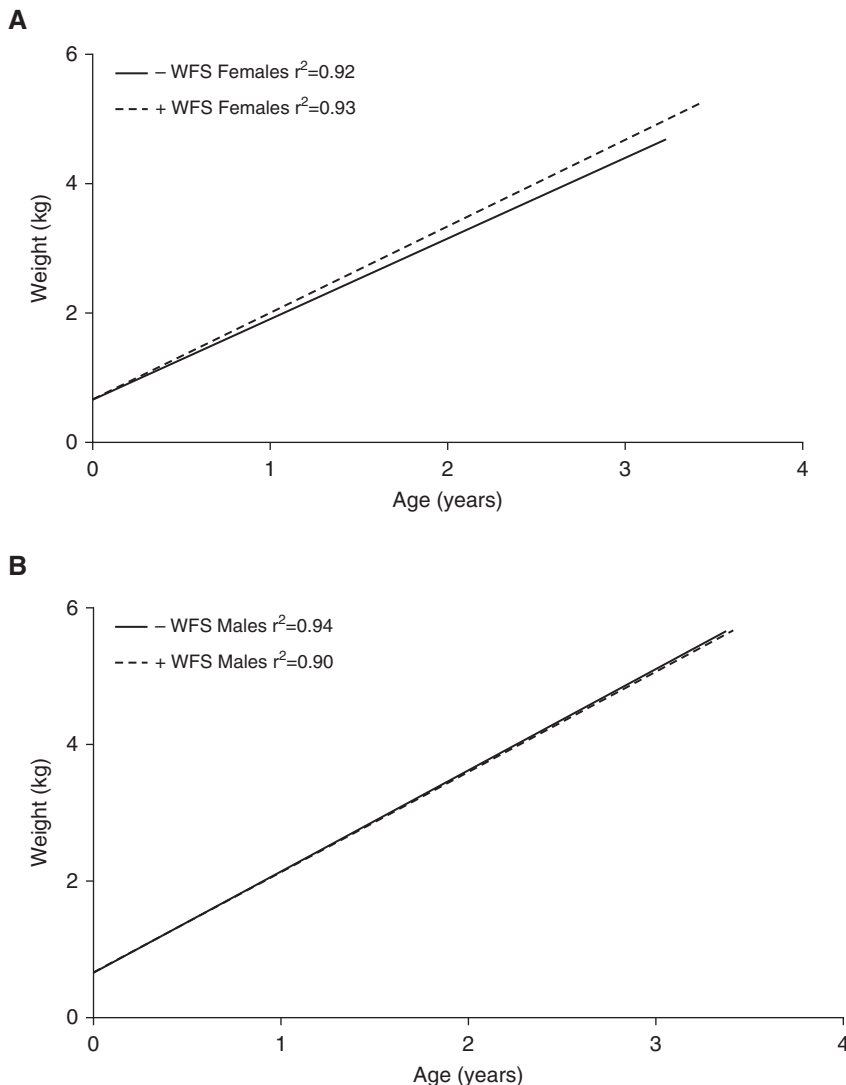 A
6
– WFS Females r²=0.92
+ WFS Females r²=0.93
4
Weight (kg)
2
0
0 1 2 3 4
Age (years)
B
6
– WFS Males r²=0.94
+ WFS Males r²=0.90
4
Weight (kg)
2
0
0 1 2 3 4
Age (years)